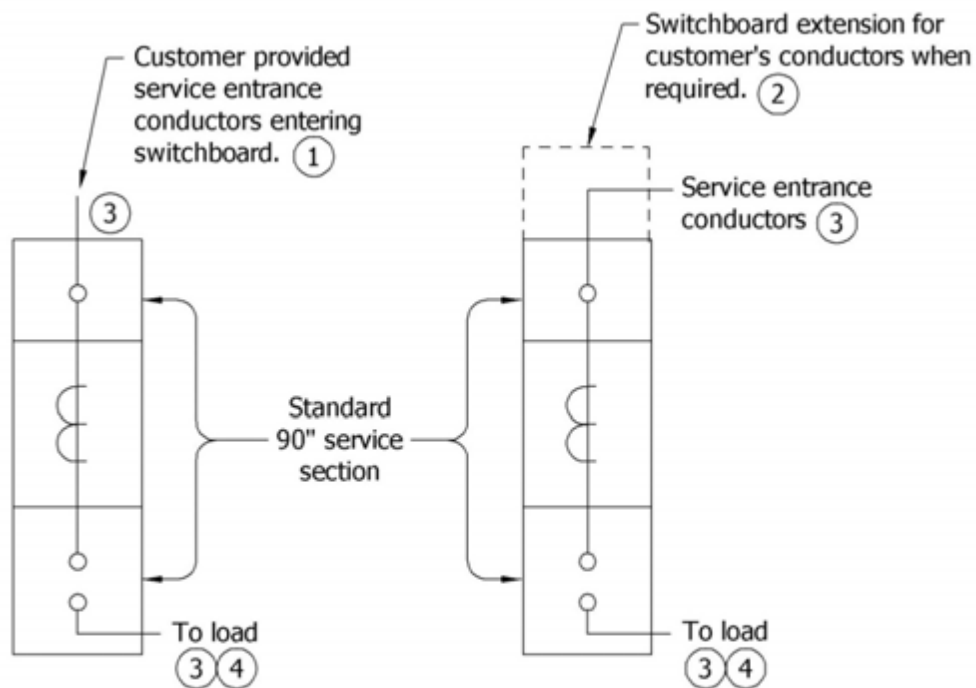 Customer provided
service entrance
conductors entering
switchboard. 1
3
Switchboard extension for
customer's conductors when
required. 2
Service entrance
conductors 3
Standard
90" service
section
To load
3 4
To load
3 4